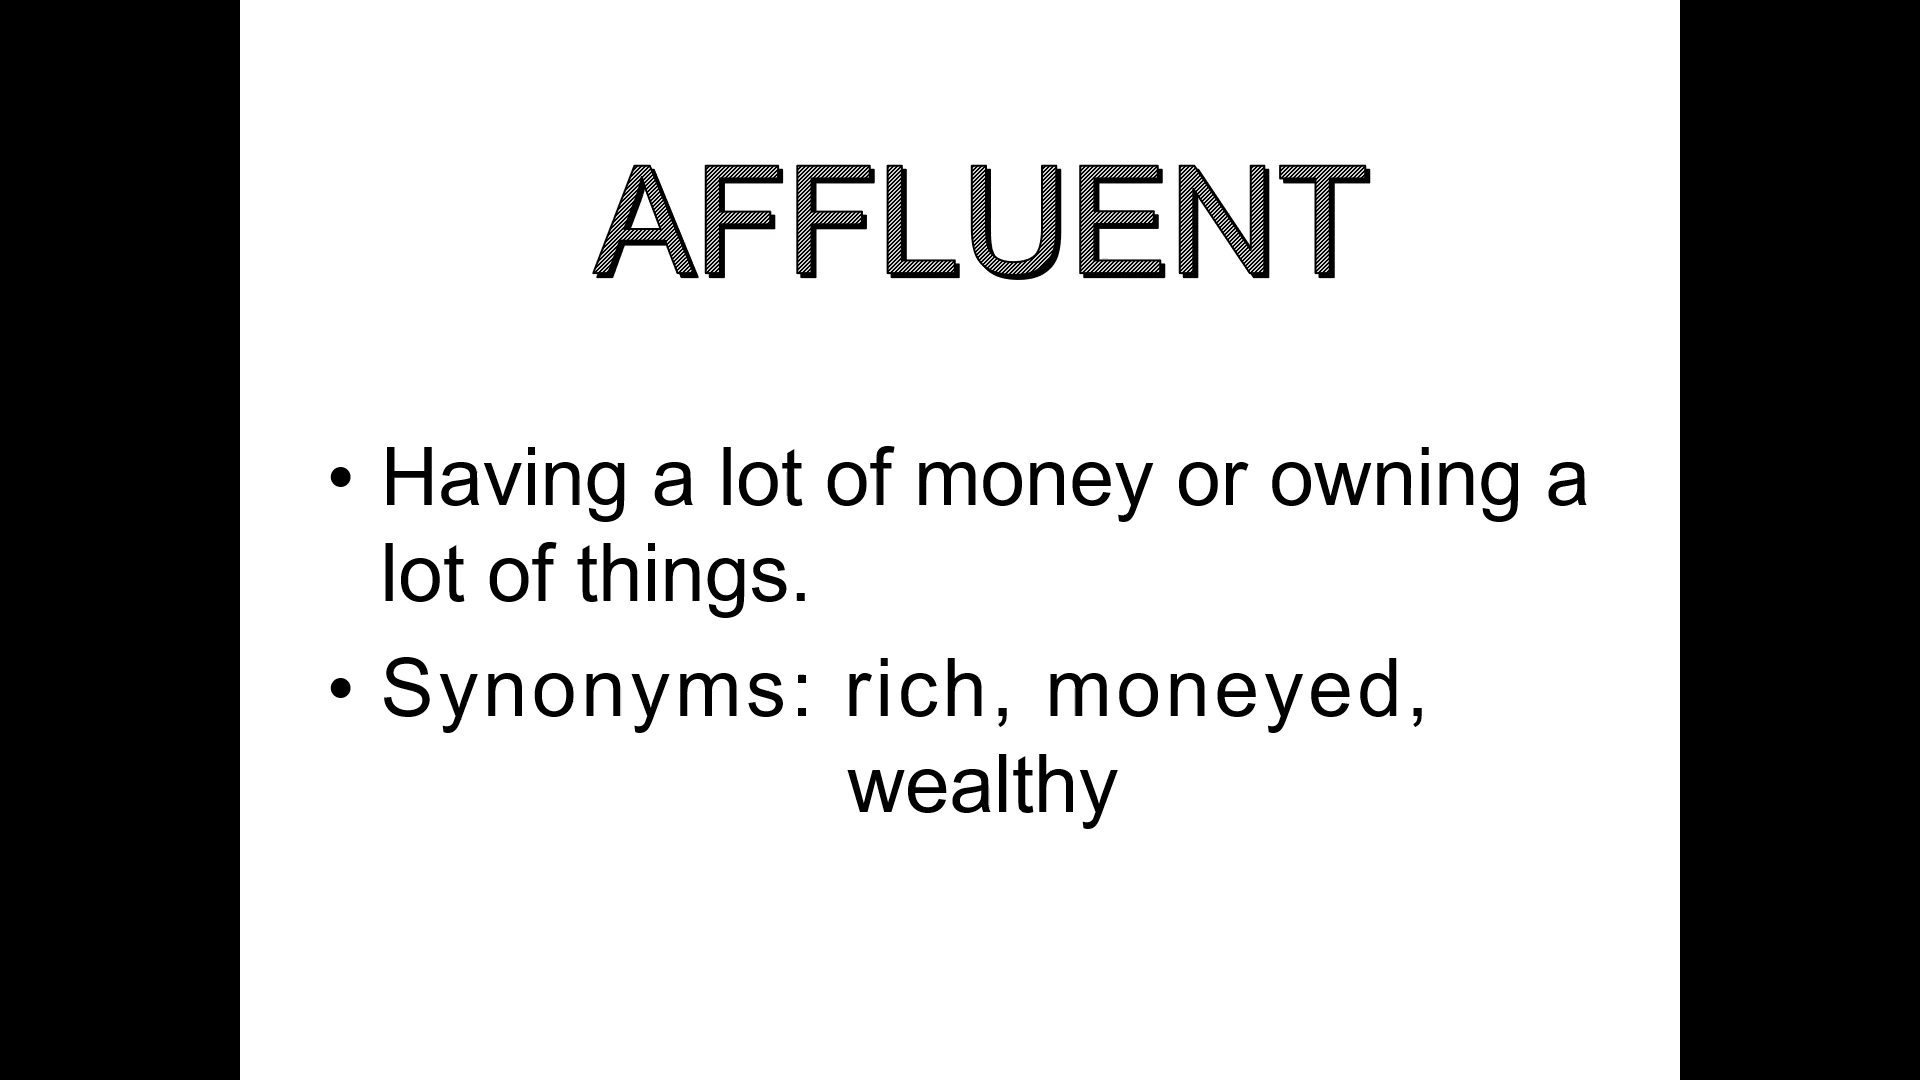 AFFLUENT
• Having a lot of money or owning a
lot of things.
• Synonyms: rich, moneyed,
wealthy